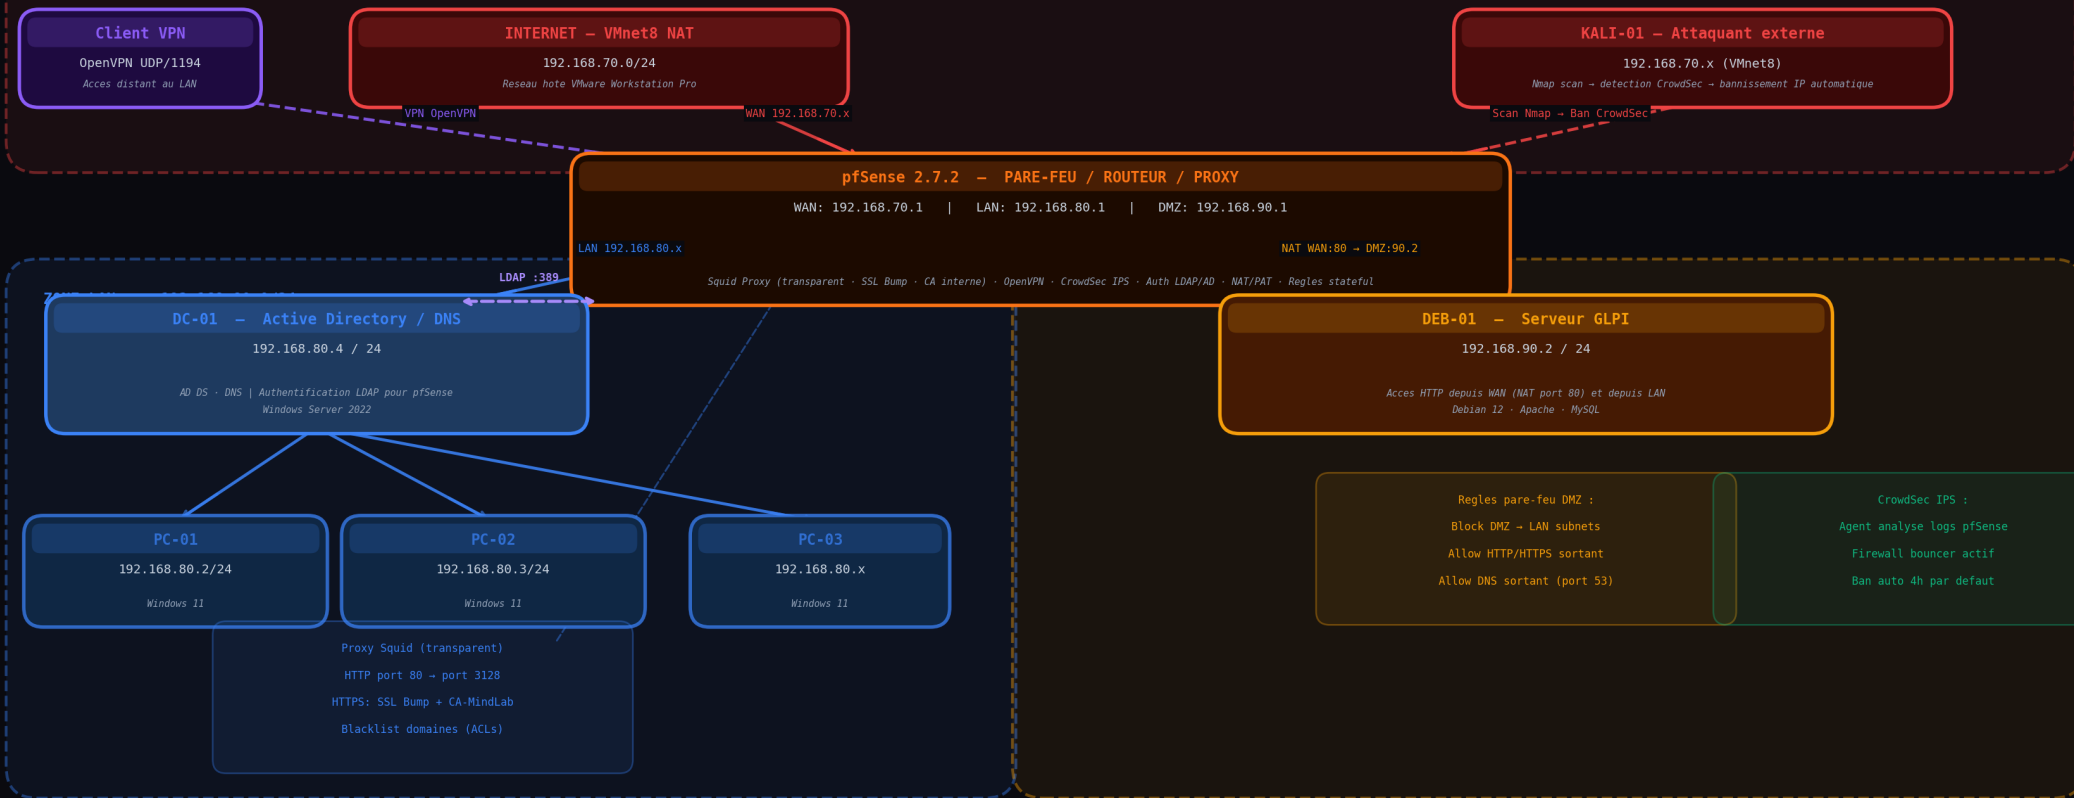 Client VPN
OpenVPN UDP/1194
Acces distant au LAN
INTERNET — VMnet8 NAT
192.168.70.0/24
Reseau hote VMware Workstation Pro
KALI-01 — Attaquant externe
192.168.70.x (VMnet8)
Nmap scan → detection CrowdSec → bannissement IP automatique
VPN OpenVPN
WAN 192.168.70.x
Scan Nmap → Ban CrowdSec
pfSense 2.7.2 — PARE-FEU / ROUTEUR / PROXY
WAN: 192.168.70.1 | LAN: 192.168.80.1 | DMZ: 192.168.90.1
LAN 192.168.80.x
NAT WAN:80 → DMZ:90.2
Squid Proxy (transparent · SSL Bump · CA interne) · OpenVPN · CrowdSec IPS · Auth LDAP/AD · NAT/PAT · Regles stateful
LDAP :389
DC-01 — Active Directory / DNS
192.168.80.4 / 24
AD DS · DNS | Authentification LDAP pour pfSense
Windows Server 2022
DEB-01 — Serveur GLPI
192.168.90.2 / 24
Acces HTTP depuis WAN (NAT port 80) et depuis LAN
Debian 12 · Apache · MySQL
PC-01
192.168.80.2/24
Windows 11
PC-02
192.168.80.3/24
Windows 11
PC-03
192.168.80.x
Windows 11
Regles pare-feu DMZ :
Block DMZ → LAN subnets
Allow HTTP/HTTPS sortant
Allow DNS sortant (port 53)
CrowdSec IPS :
Agent analyse logs pfSense
Firewall bouncer actif
Ban auto 4h par defaut
Proxy Squid (transparent)
HTTP port 80 → port 3128
HTTPS: SSL Bump + CA-MindLab
Blacklist domaines (ACLs)